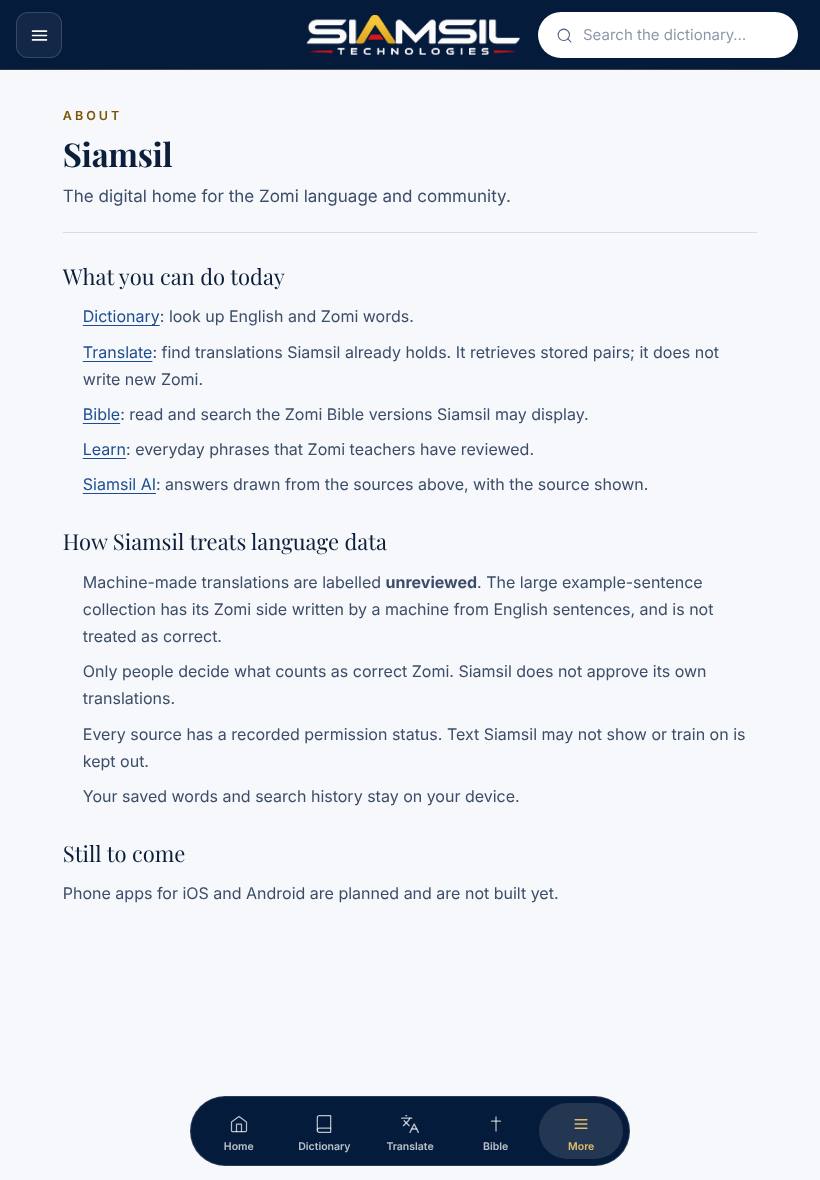 SIAMSIL
TECHNOLOGIES
Search the dictionary...
ABOUT
Siamsil
The digital home for the Zomi language and community.
What you can do today
Dictionary: look up English and Zomi words.
Translate: find translations Siamsil already holds. It retrieves stored pairs; it does not
write new Zomi.
Bible: read and search the Zomi Bible versions Siamsil may display.
Learn: everyday phrases that Zomi teachers have reviewed.
Siamsil AI: answers drawn from the sources above, with the source shown.
How Siamsil treats language data
Machine-made translations are labelled unreviewed. The large example-sentence
collection has its Zomi side written by a machine from English sentences, and is not
treated as correct.
Only people decide what counts as correct Zomi. Siamsil does not approve its own
translations.
Every source has a recorded permission status. Text Siamsil may not show or train on is
kept out.
Your saved words and search history stay on your device.
Still to come
Phone apps for iOS and Android are planned and are not built yet.
Home
Dictionary
Translate
Bible
More